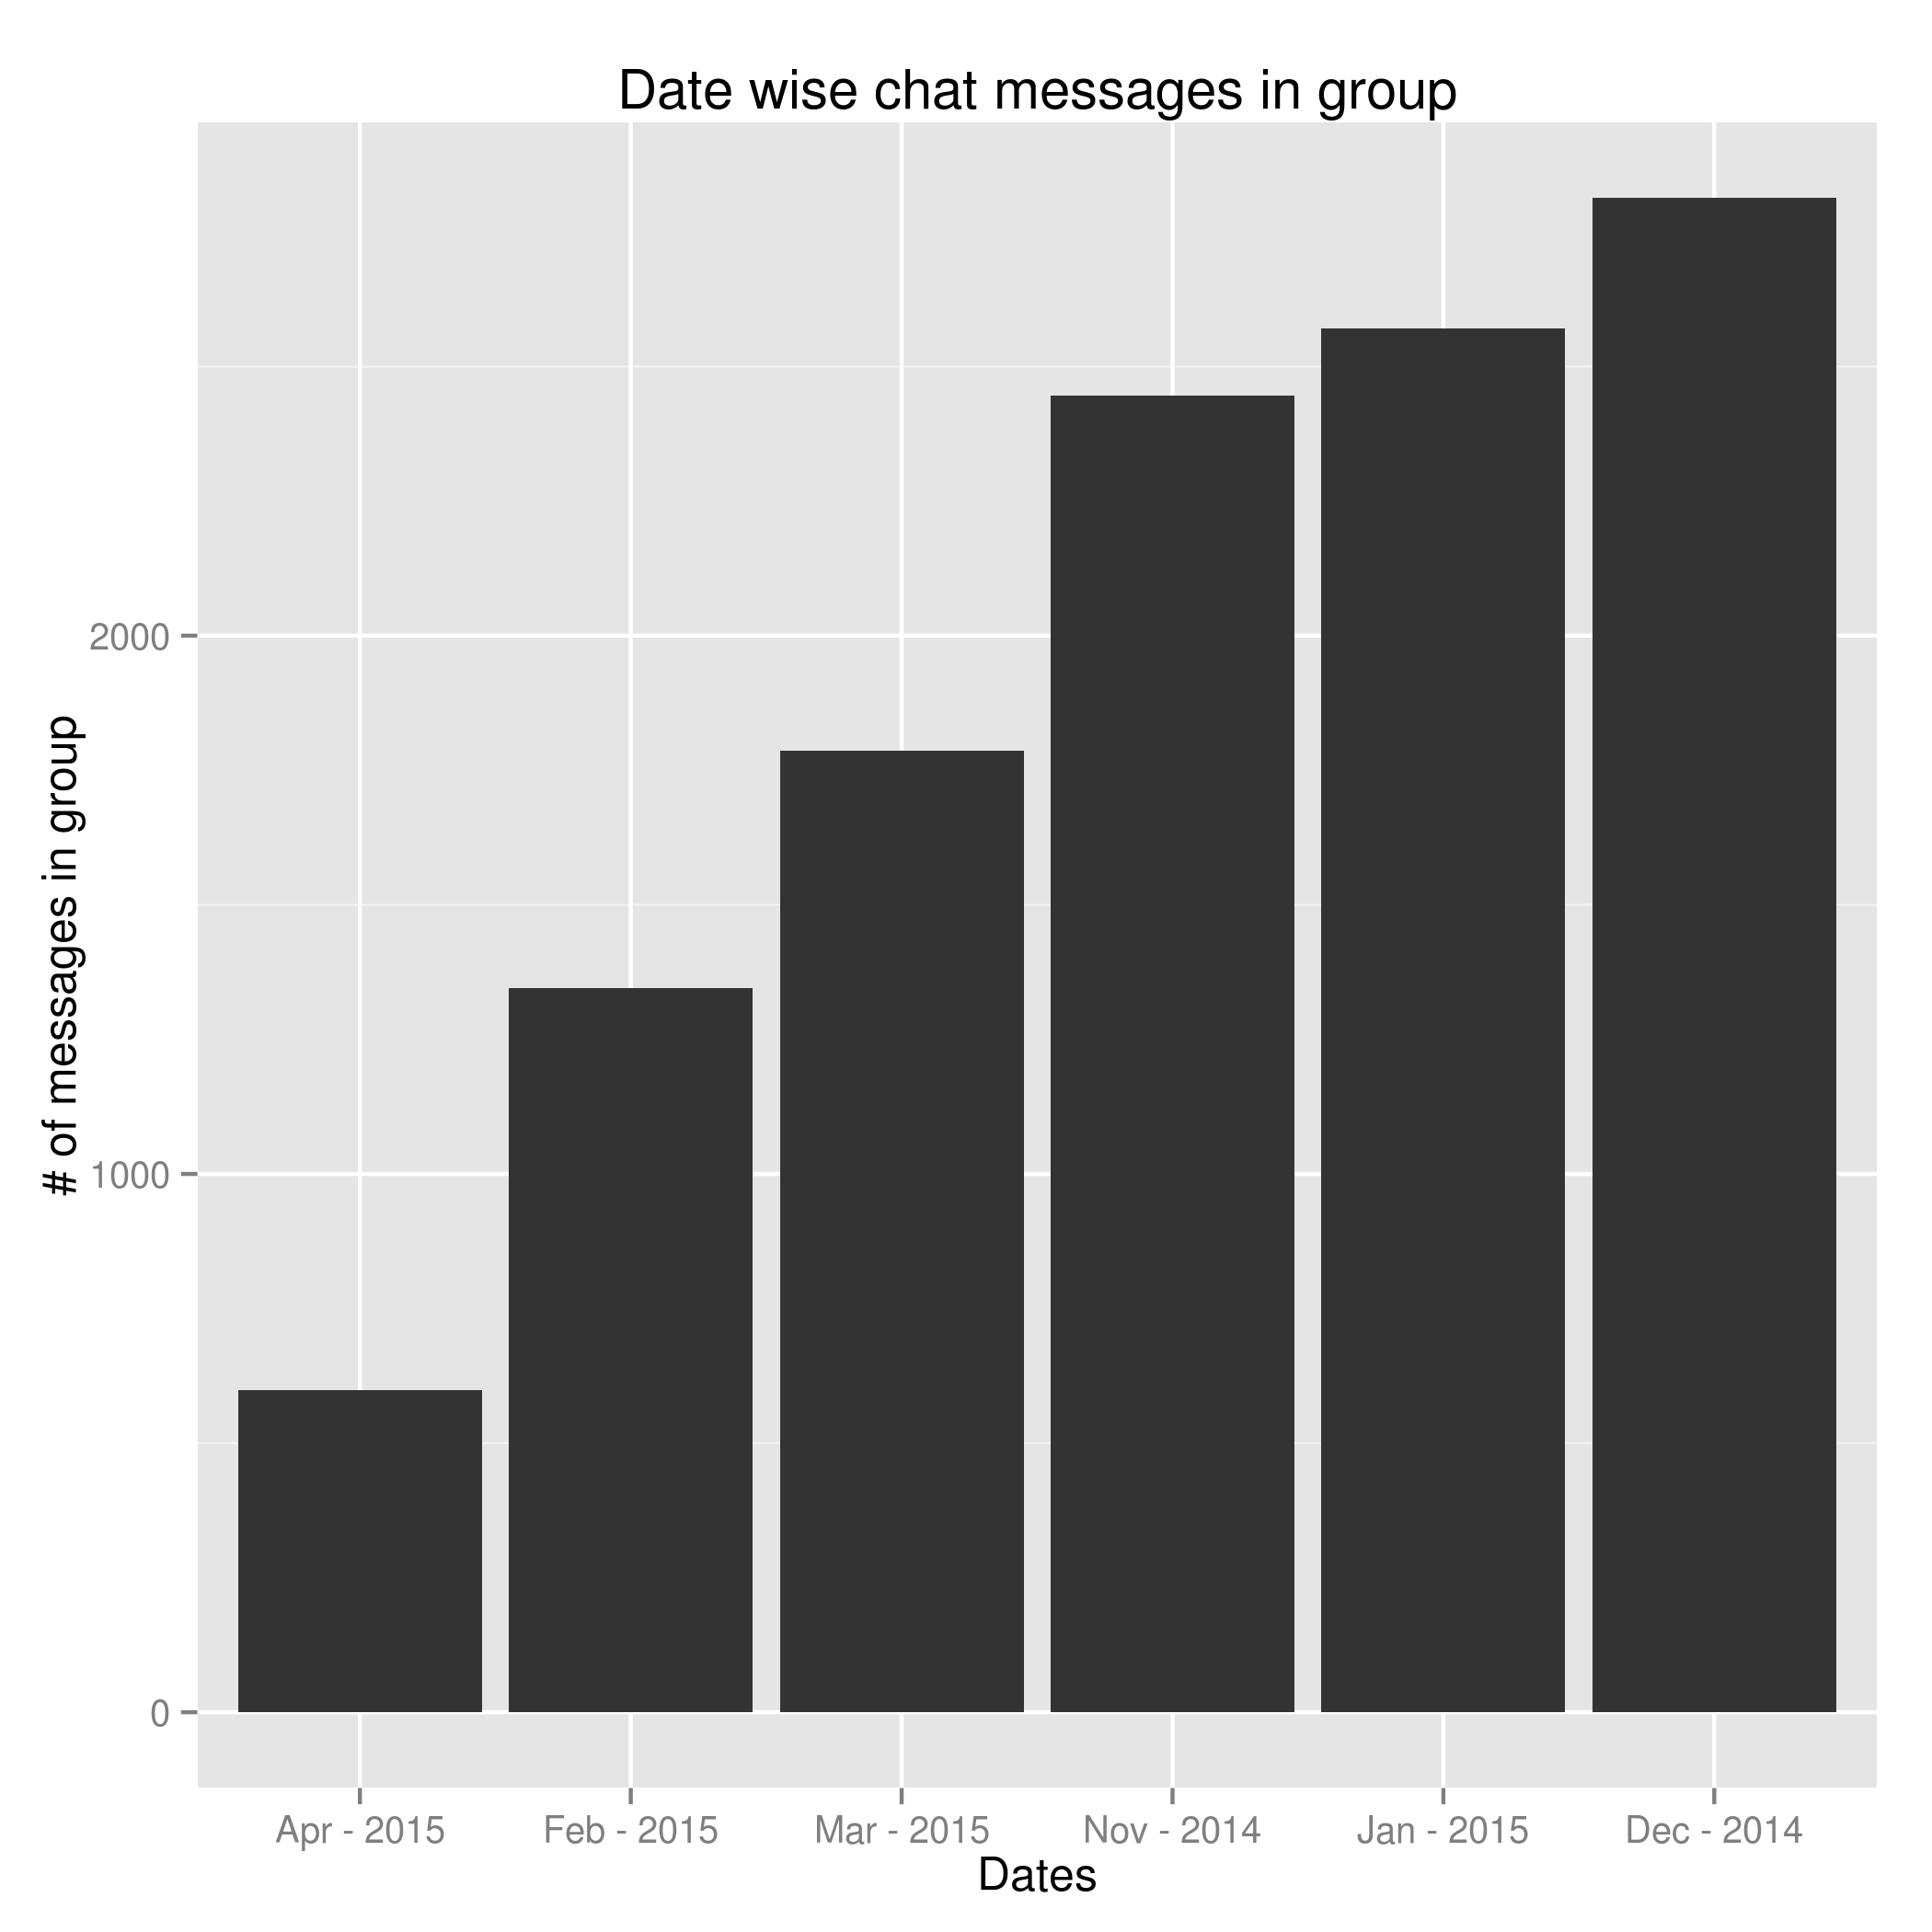 Date wise chat messages in group
# of messages in group
2000
1000
0
Apr - 2015
Feb - 2015
Mar - 2015
Nov - 2014
Jan - 2015
Dec - 2014
Dates